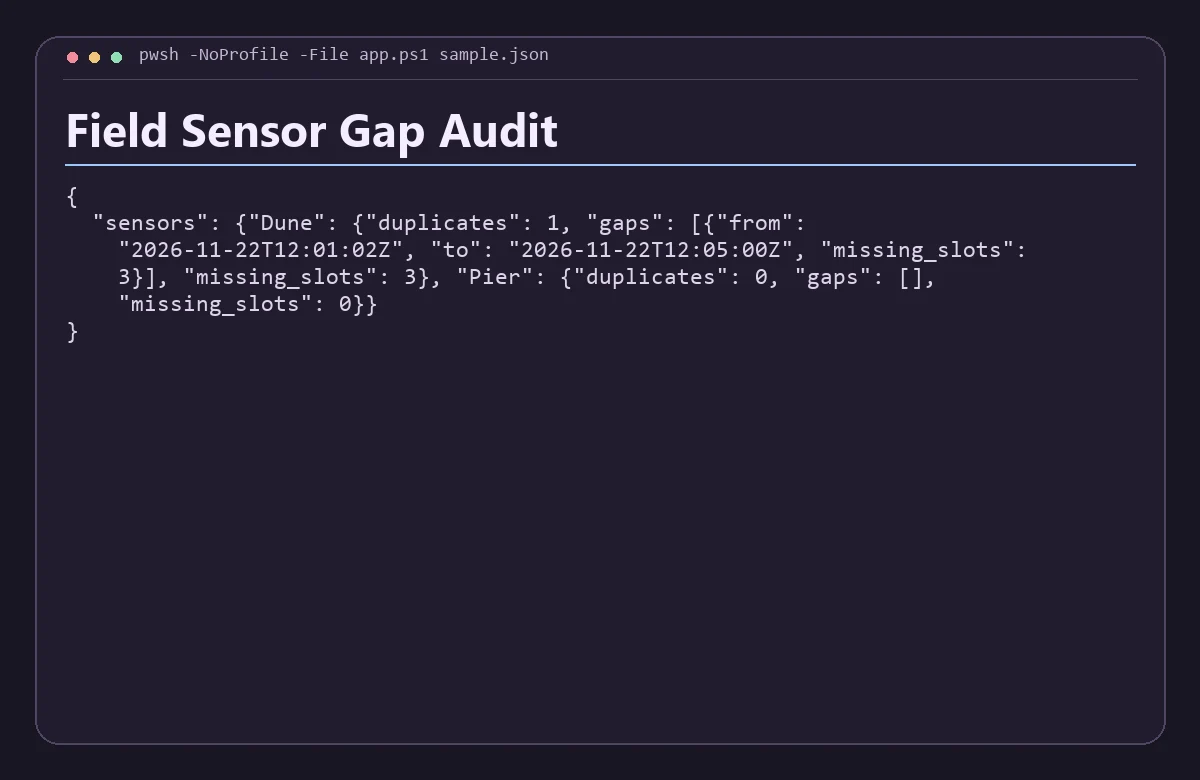 pwsh -NoProfile -File app.ps1 sample.json
Field Sensor Gap Audit
{
"sensors": {"Dune": {"duplicates": 1, "gaps": [{"from":
"2026-11-22T12:01:02Z", "to": "2026-11-22T12:05:00Z", "missing_slots":
3}], "missing_slots": 3}, "Pier": {"duplicates": 0, "gaps": [],
"missing_slots": 0}}
}